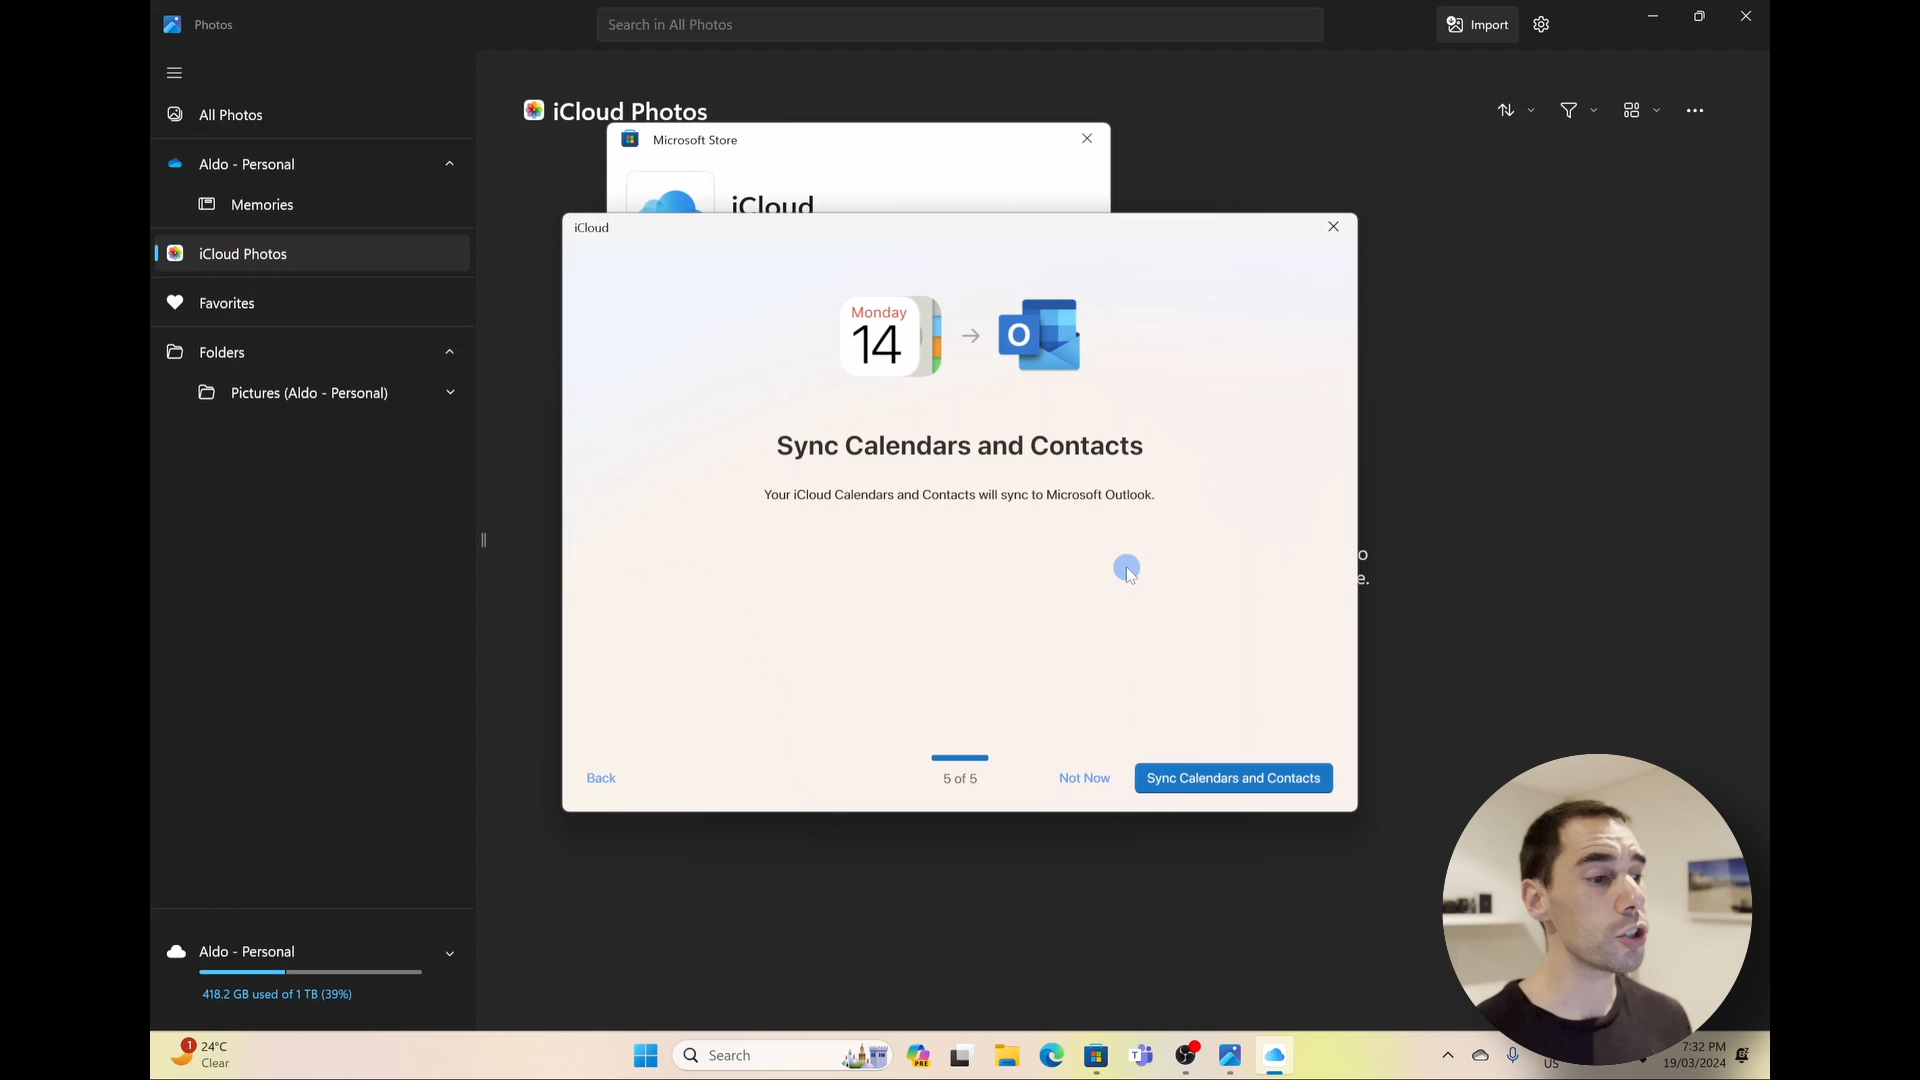 Photos
Search in All Photos
Import
All Photos
Aldo - Personal
Memories
iCloud Photos
Favorites
Folders
Pictures (Aldo - Personal)
iCloud Photos
Microsoft Store
iCloud
iCloud
Monday
14
O
Sync Calendars and Contacts
Your iCloud Calendars and Contacts will sync to Microsoft Outlook.
o
e.
Back
5 of 5
Not Now
Sync Calendars and Contacts
Aldo - Personal
418.2 GB used of 1 TB (39%)
1
24°C
Clear
Search
PRE
US
7:32 PM
19/03/2024